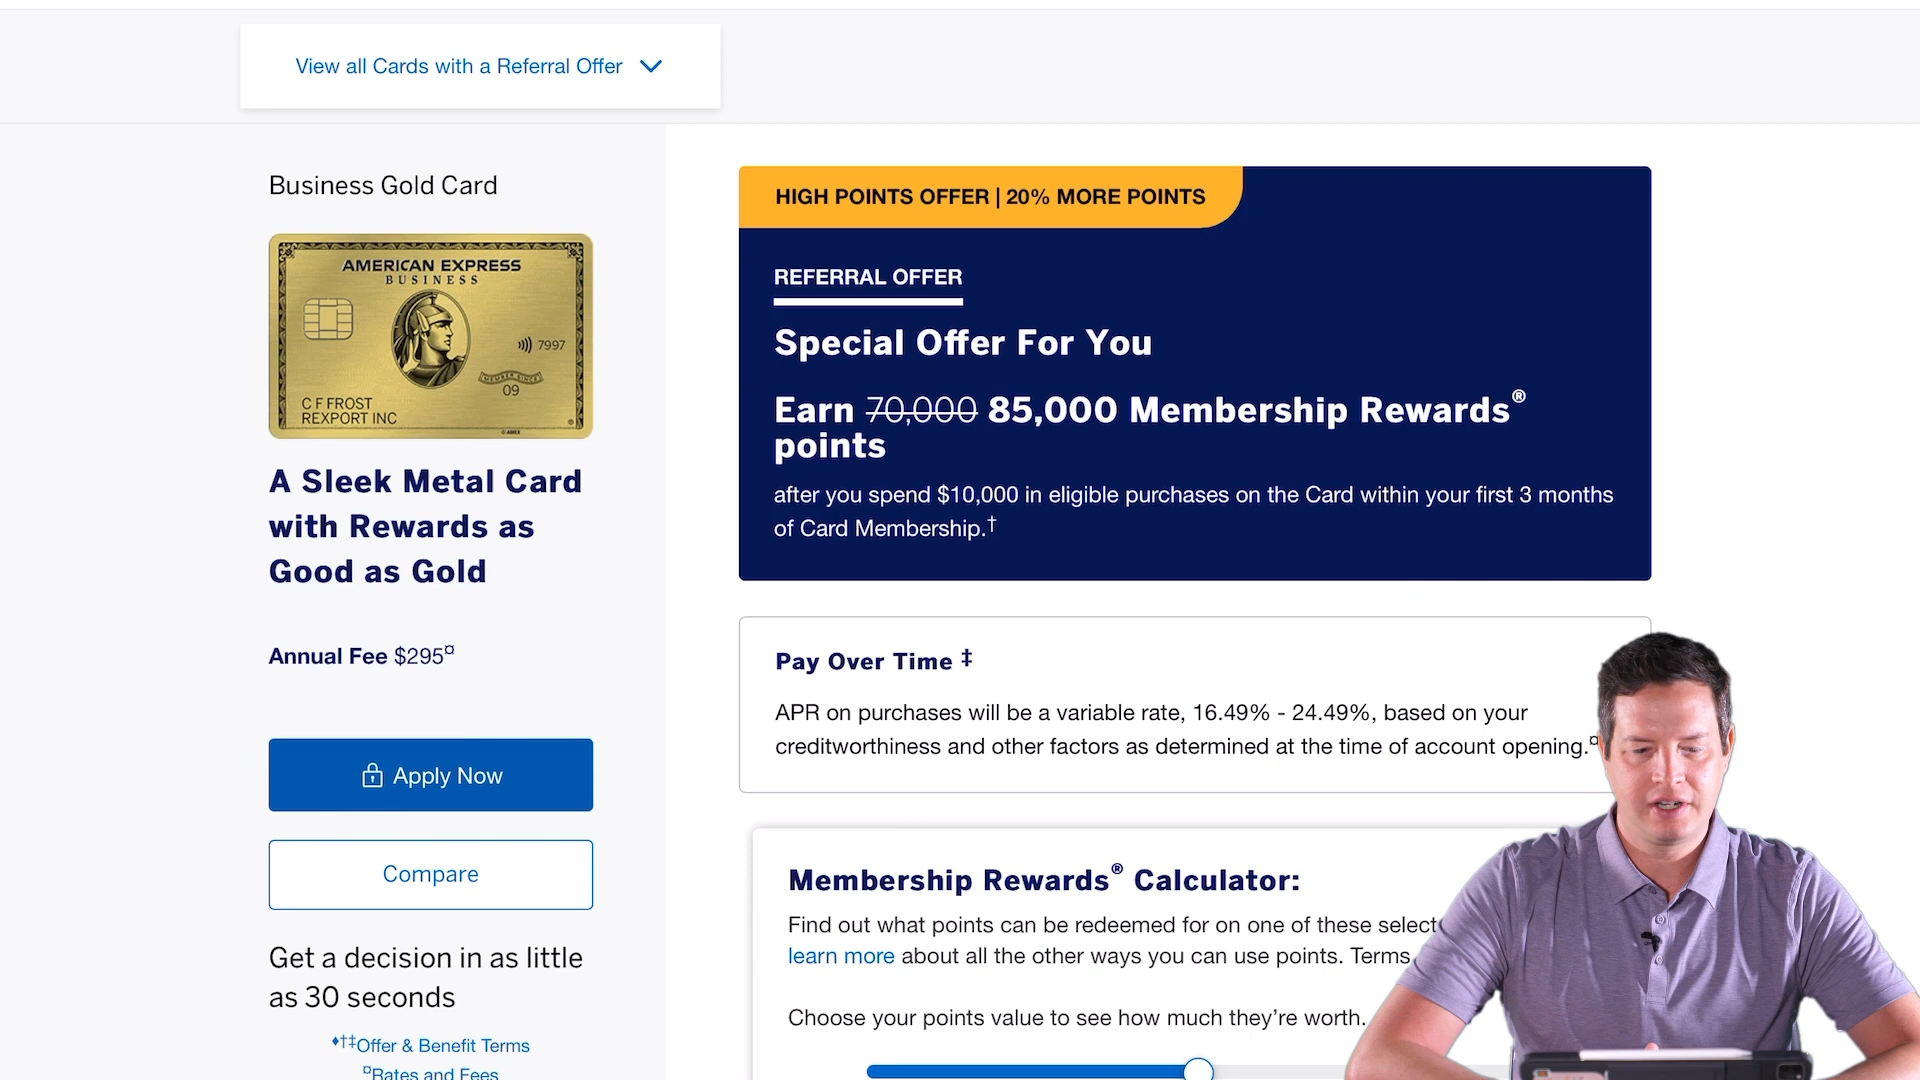 View all Cards with a Referral Offer
Business Gold Card
AMERICAN EXPRESS
BUSINESS
7997
MEMBER SINCE
09
C F FROST
REXPORT INC
© AMEX
A Sleek Metal Card
with Rewards as
Good as Gold
Annual Fee $295¤
Apply Now
Compare
Get a decision in as little
as 30 seconds
♦†‡Offer & Benefit Terms
¤Rates and Fees
HIGH POINTS OFFER | 20% MORE POINTS
REFERRAL OFFER
Special Offer For You
Earn 70,000 85,000 Membership Rewards®
points
after you spend $10,000 in eligible purchases on the Card within your first 3 months
of Card Membership.†
Pay Over Time ‡
APR on purchases will be a variable rate, 16.49% - 24.49%, based on your
creditworthiness and other factors as determined at the time of account opening.¤
Membership Rewards® Calculator:
Find out what points can be redeemed for on one of these select
learn more about all the other ways you can use points. Terms
Choose your points value to see how much they're worth.